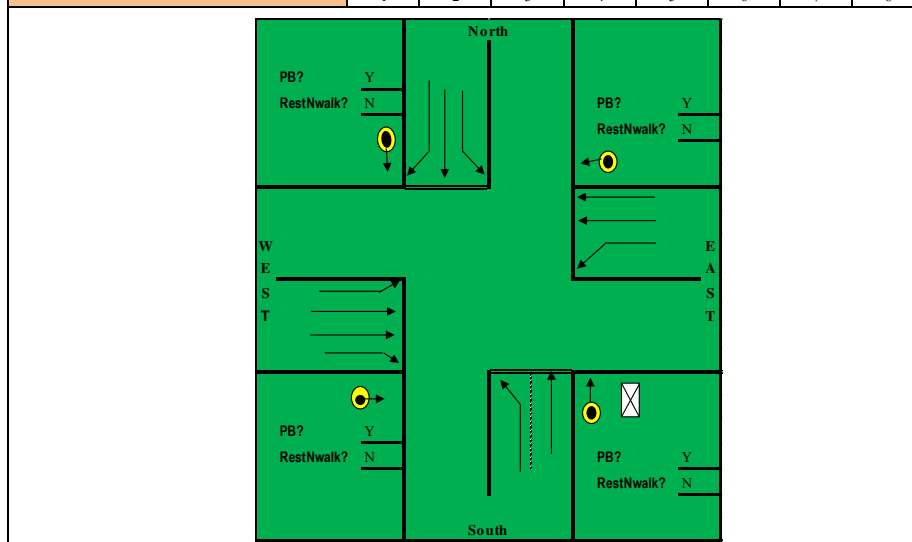 North
PB? Y
RestNwalk? N
PB? Y
RestNwalk? N
W
E
S
T
E
A
S
T
PB? Y
RestNwalk? N
PB? Y
RestNwalk? N
South